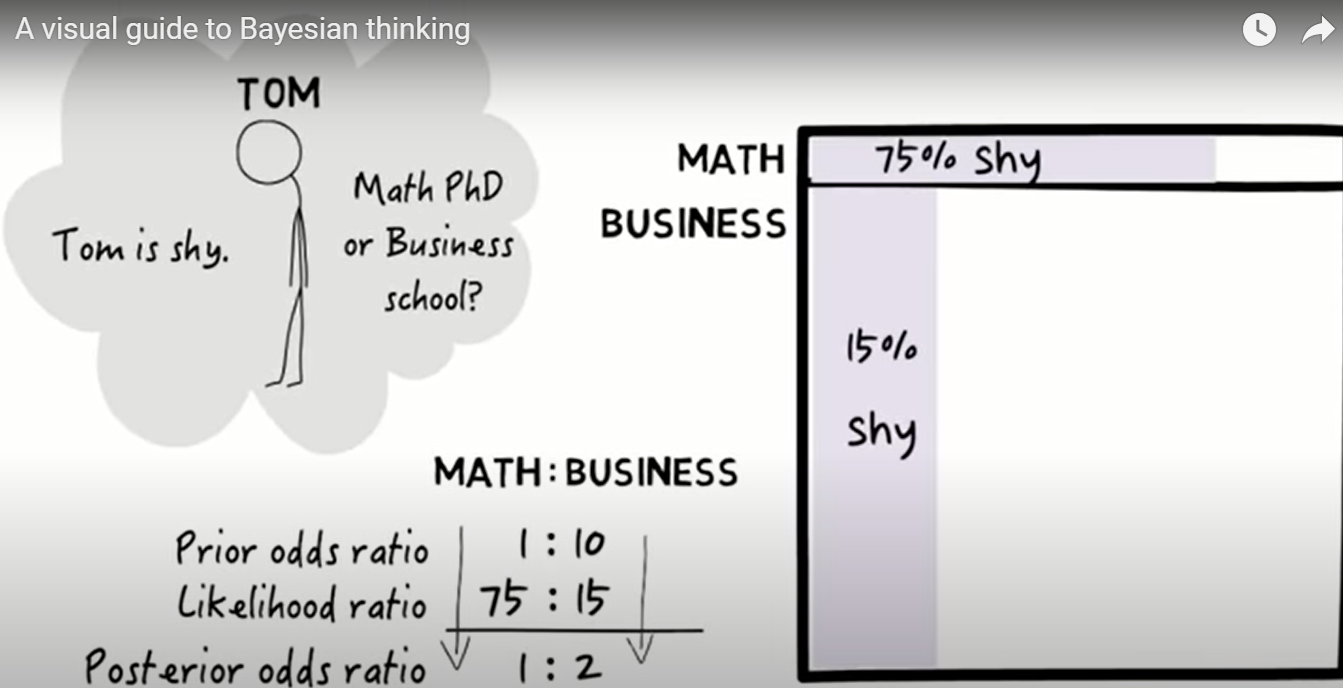 A visual guide to Bayesian thinking
TOM
Tom is shy.
Math PhD
or Business
school?
MATH
75% Shy
BUSINESS
15%
Shy
MATH : BUSINESS
Prior odds ratio 1 : 10
Likelihood ratio 75 : 15
Posterior odds ratio 1 : 2